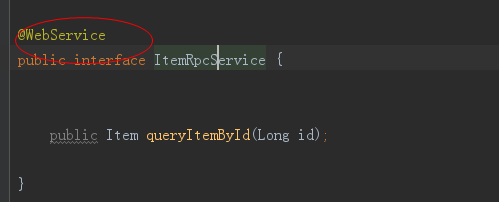 @WebService
public interface ItemRpcService {
public Item queryItemById(Long id);
}